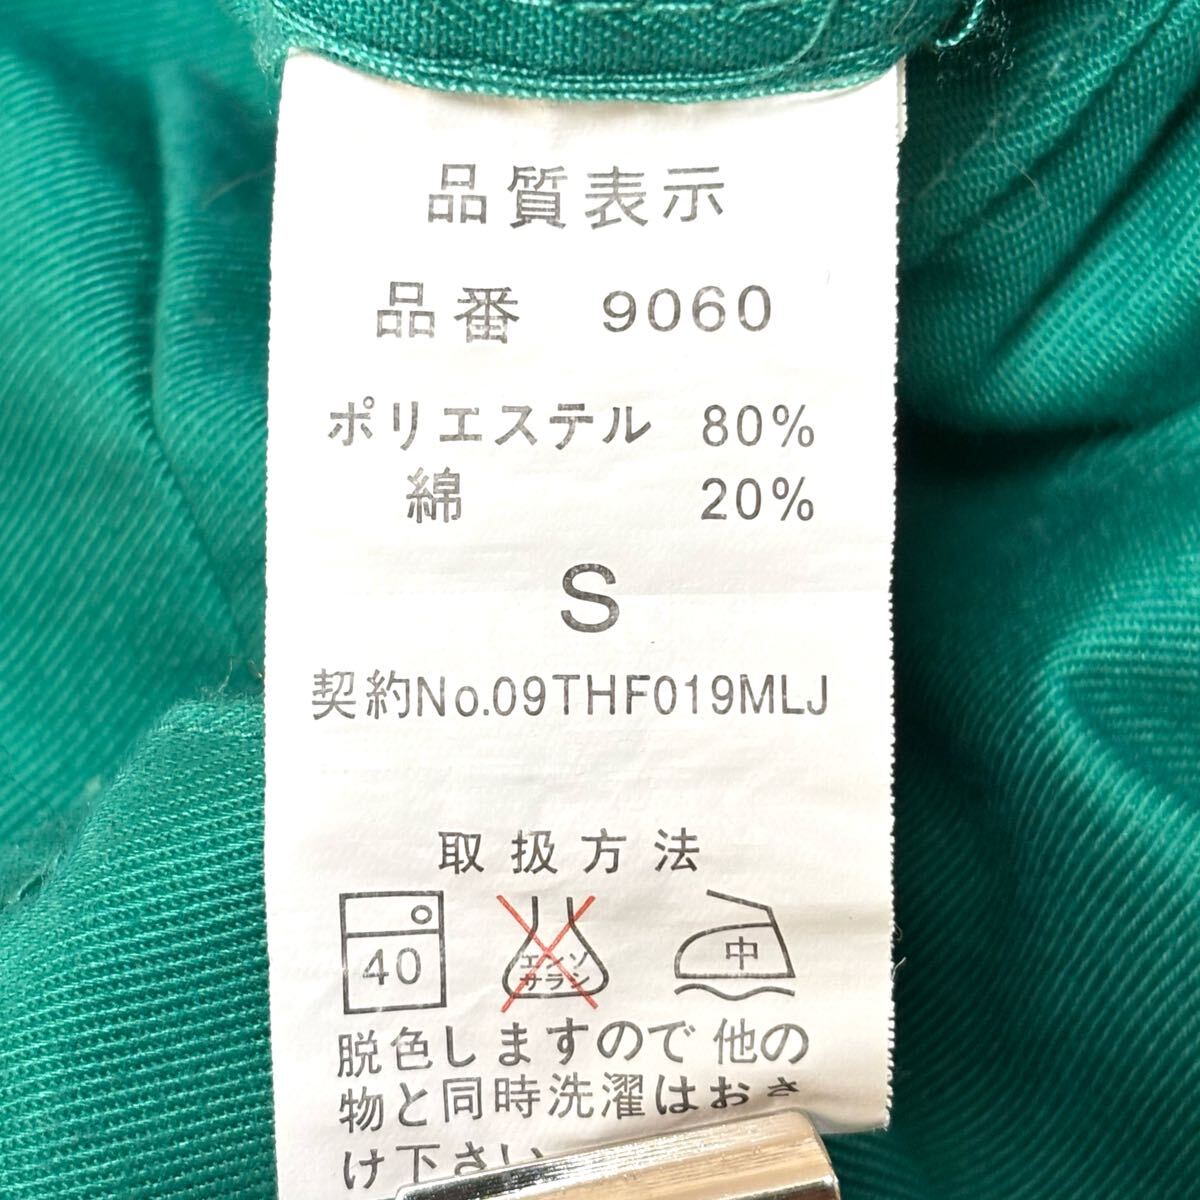 品質表示
品番 9060
ポリエステル 80%
綿 20%
S
契約No.09THF019MLJ
取扱方法
40
エンソ
サラシ
中
脱色しますので他の
物と同時洗濯はおさ
け下さい